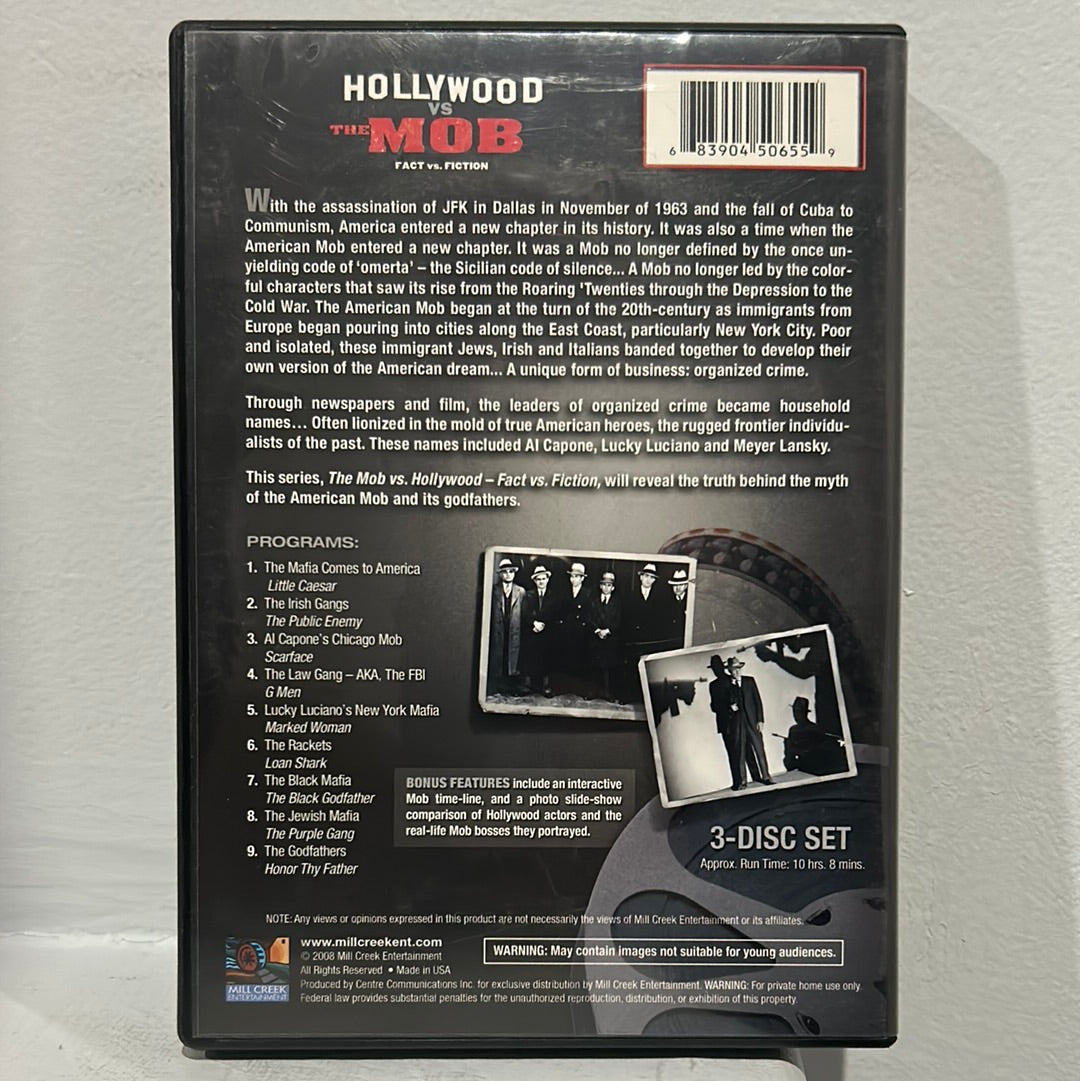 HOLLYWOOD
VS
THE MOB
FACT vs. FICTION
6 83904 50655 9
With the assassination of JFK in Dallas in November of 1963 and the fall of Cuba to
Communism, America entered a new chapter in its history. It was also a time when the
American Mob entered a new chapter. It was a Mob no longer defined by the once un-
yielding code of 'omerta' – the Sicilian code of silence... A Mob no longer led by the color-
ful characters that saw its rise from the Roaring 'Twenties through the Depression to the
Cold War. The American Mob began at the turn of the 20th-century as immigrants from
Europe began pouring into cities along the East Coast, particularly New York City. Poor
and isolated, these immigrant Jews, Irish and Italians banded together to develop their
own version of the American dream... A unique form of business: organized crime.
Through newspapers and film, the leaders of organized crime became household
names... Often lionized in the mold of true American heroes, the rugged frontier individu-
alists of the past. These names included Al Capone, Lucky Luciano and Meyer Lansky.
This series, The Mob vs. Hollywood – Fact vs. Fiction, will reveal the truth behind the myth
of the American Mob and its godfathers.
PROGRAMS:
1. The Mafia Comes to America
Little Caesar
2. The Irish Gangs
The Public Enemy
3. Al Capone's Chicago Mob
Scarface
4. The Law Gang – AKA, The FBI
G Men
5. Lucky Luciano's New York Mafia
Marked Woman
6. The Rackets
Loan Shark
7. The Black Mafia
The Black Godfather
8. The Jewish Mafia
The Purple Gang
9. The Godfathers
Honor Thy Father
BONUS FEATURES include an interactive
Mob time-line, and a photo slide-show
comparison of Hollywood actors and the
real-life Mob bosses they portrayed.
3-DISC SET
Approx. Run Time: 10 hrs. 8 mins.
NOTE: Any views or opinions expressed in this product are not necessarily the views of Mill Creek Entertainment or its affiliates.
MILL CREEK
ENTERTAINMENT
www.millcreekent.com
© 2008 Mill Creek Entertainment
All Rights Reserved • Made in USA
WARNING: May contain images not suitable for young audiences.
Produced by Centre Communications Inc. for exclusive distribution by Mill Creek Entertainment. WARNING: For private home use only.
Federal law provides substantial penalties for the unauthorized reproduction, distribution, or exhibition of this property.